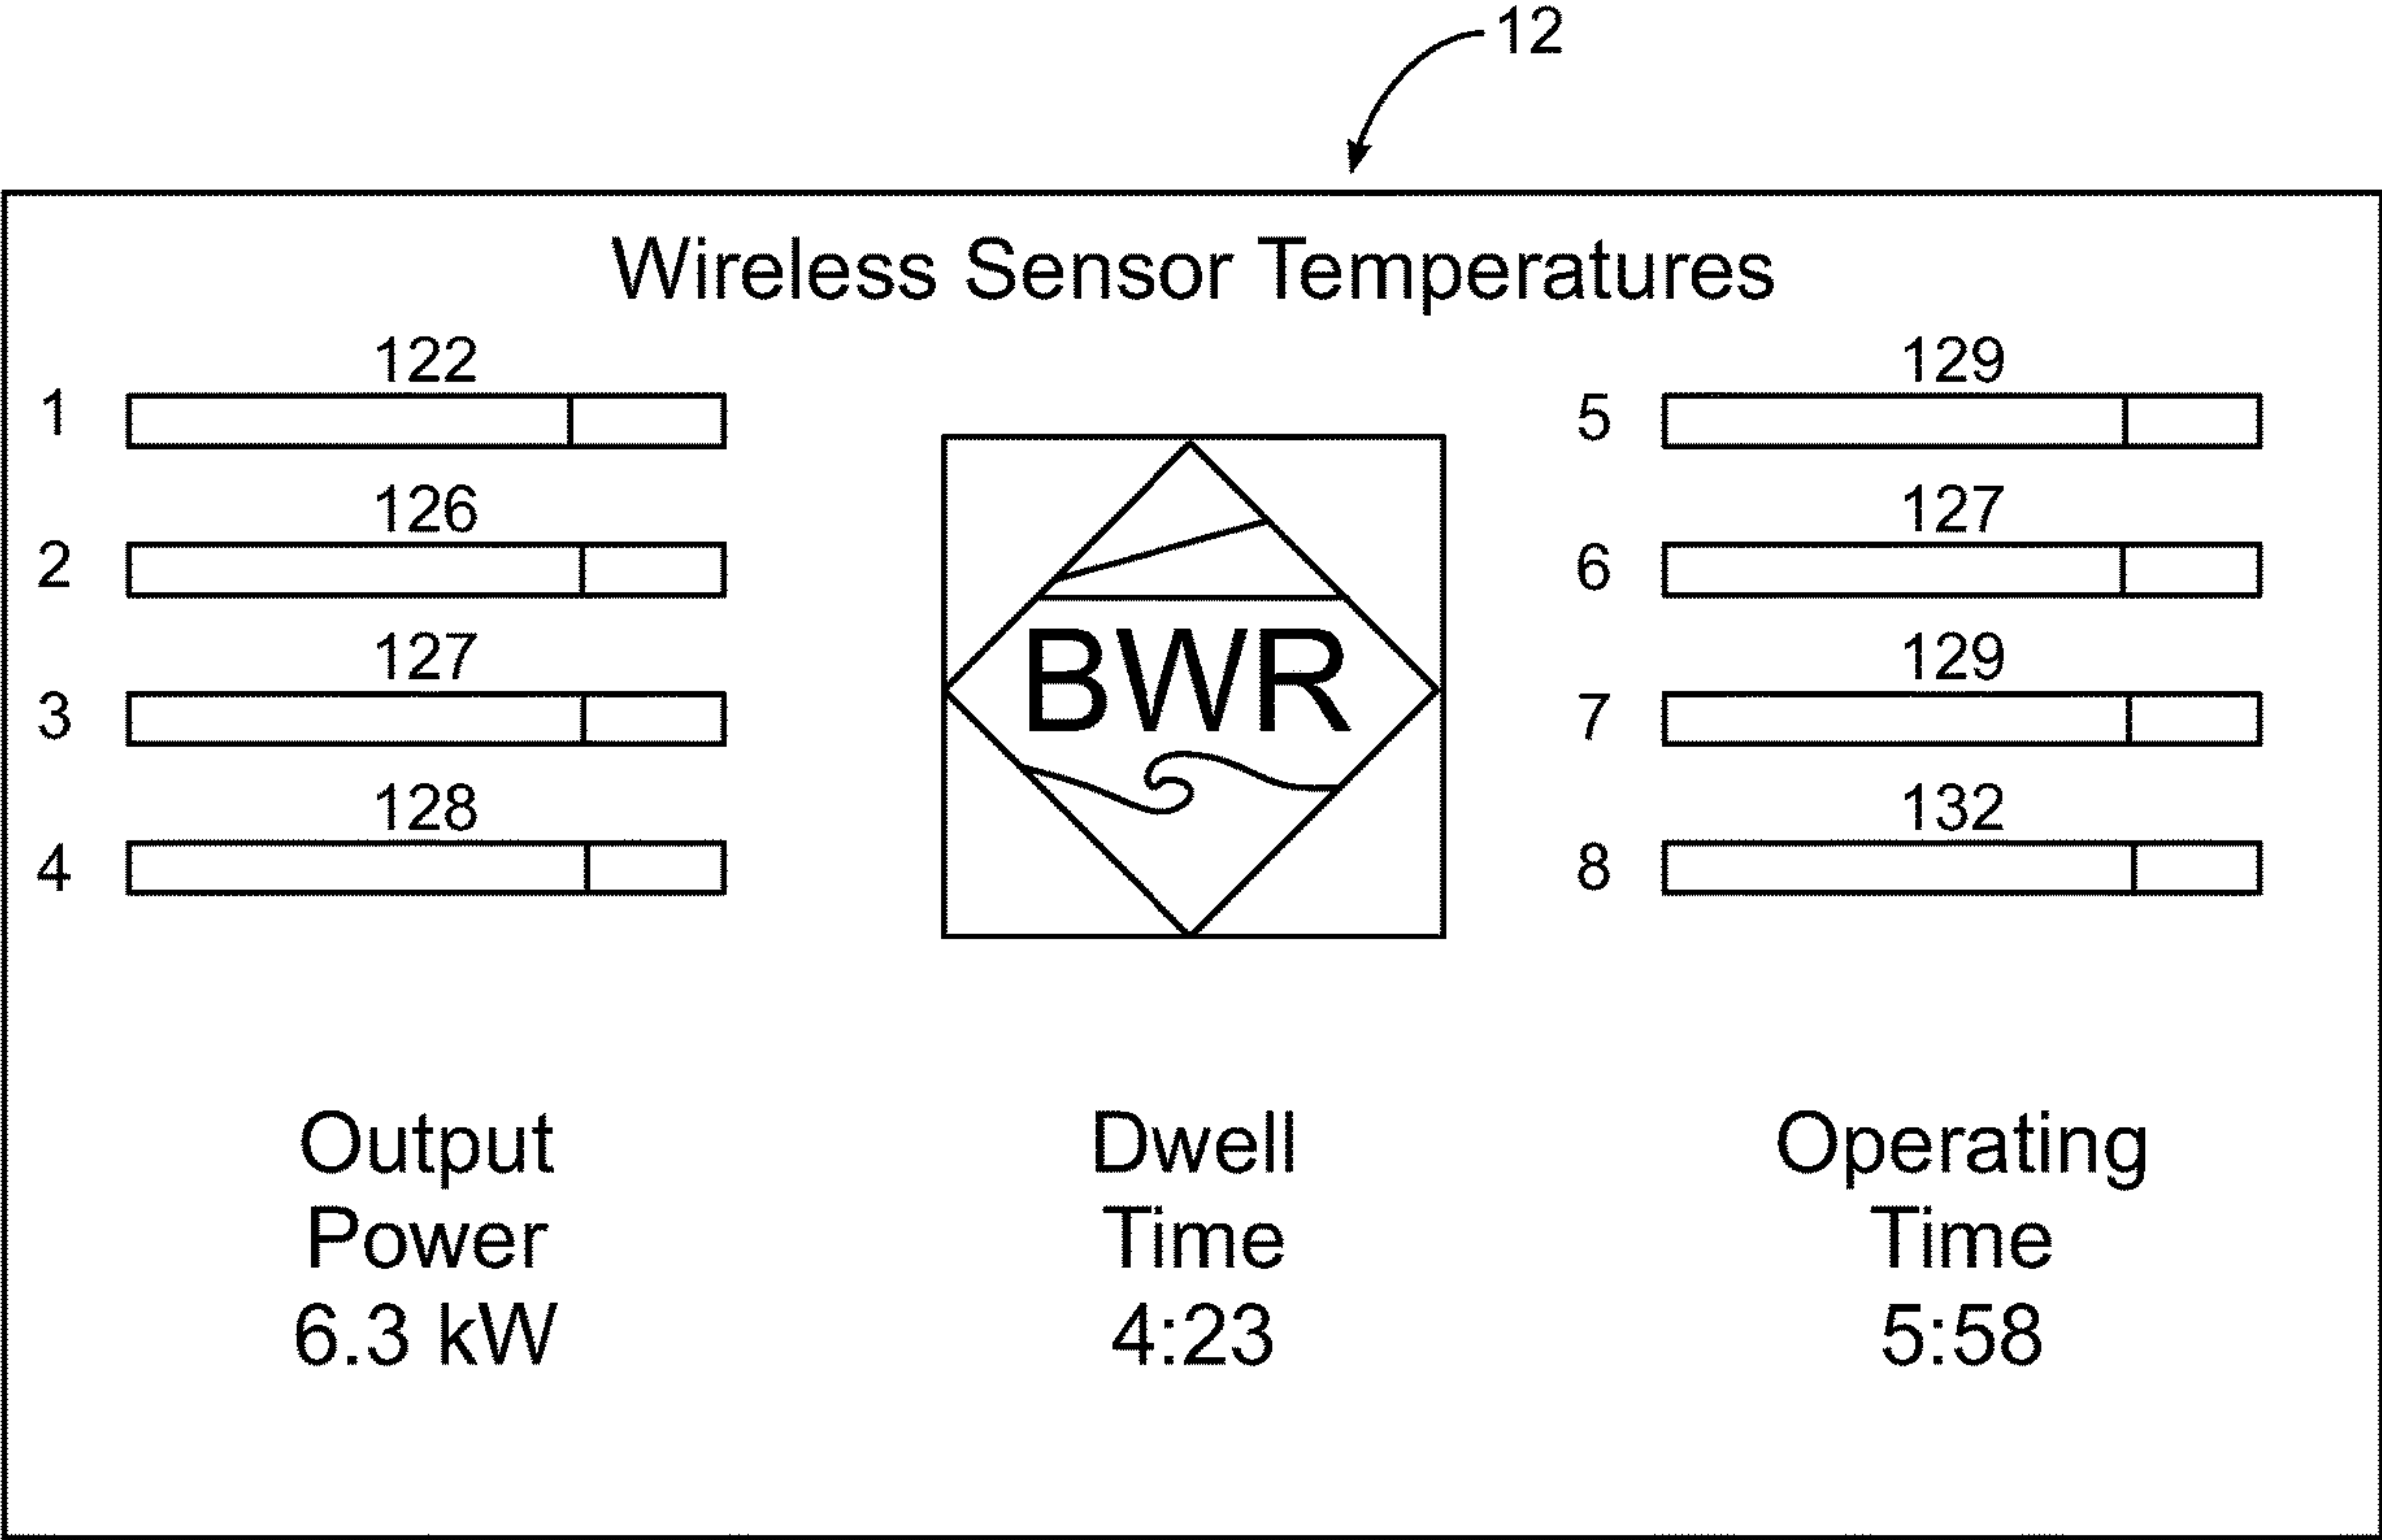 12
Wireless Sensor Temperatures
122
1
126
2
127
3
128
4
BWR
129
5
127
6
129
7
132
8
Output
Power
6.3 kW
Dwell
Time
4:23
Operating
Time
5:58